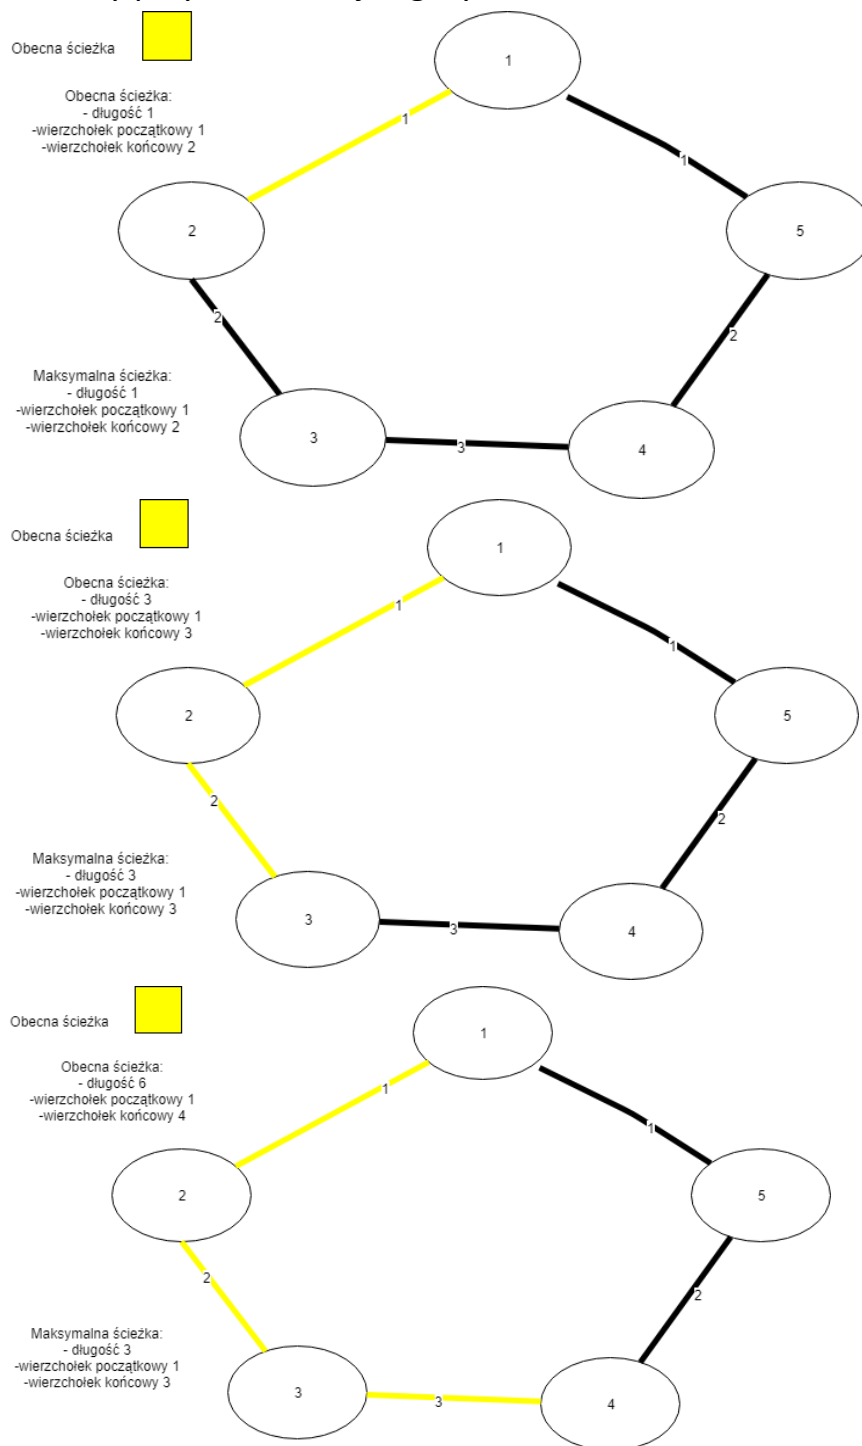 Obecna ścieżka
Obecna ścieżka:
- długość 1
-wierzchołek początkowy 1
-wierzchołek końcowy 2
1
1
1
2
5
2
2
Maksymalna ścieżka:
- długość 1
-wierzchołek początkowy 1
-wierzchołek końcowy 2
3
3
4
Obecna ścieżka
Obecna ścieżka:
- długość 3
-wierzchołek początkowy 1
-wierzchołek końcowy 3
1
1
1
2
5
2
2
Maksymalna ścieżka:
- długość 3
-wierzchołek początkowy 1
-wierzchołek końcowy 3
3
3
4
Obecna ścieżka
Obecna ścieżka:
- długość 6
-wierzchołek początkowy 1
-wierzchołek końcowy 4
1
1
1
2
5
2
2
Maksymalna ścieżka:
- długość 3
-wierzchołek początkowy 1
-wierzchołek końcowy 3
3
3
4